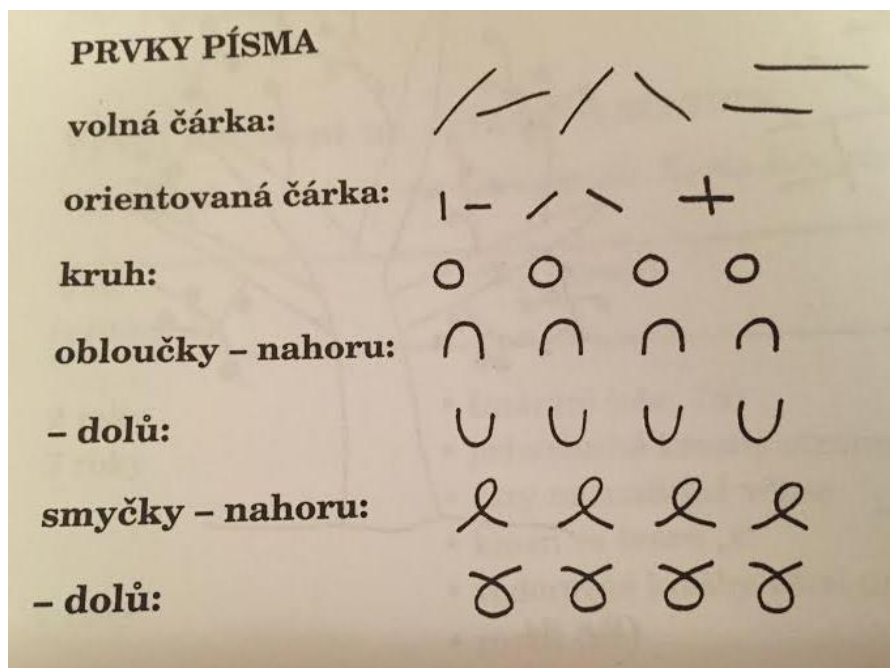 PRVKY PÍSMA
volná čárka:
orientovaná čárka:
kruh:
obloučky – nahoru:
– dolů:
smyčky – nahoru:
– dolů: